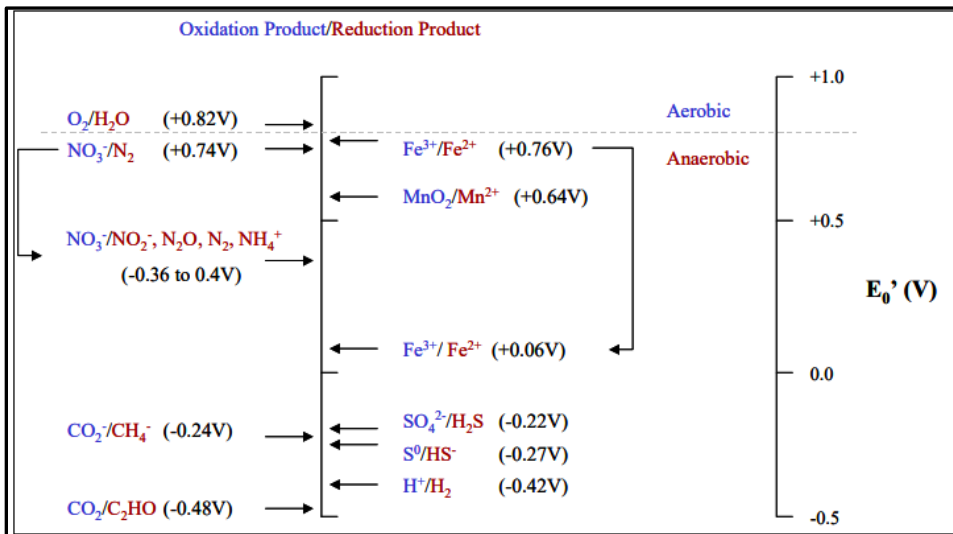 Oxidation Product/Reduction Product
+1.0
O₂/H₂O (+0.82V)
Aerobic
NO₃⁻/N₂ (+0.74V)
Fe³⁺/Fe²⁺ (+0.76V)
Anaerobic
MnO₂/Mn²⁺ (+0.64V)
+0.5
NO₃⁻/NO₂⁻, N₂O, N₂, NH₄⁺
(-0.36 to 0.4V)
E₀’ (V)
Fe³⁺/ Fe²⁺ (+0.06V)
0.0
CO₂⁻/CH₄⁻ (-0.24V)
SO₄²⁻/H₂S (-0.22V)
S⁰/HS⁻ (-0.27V)
H⁺/H₂ (-0.42V)
CO₂/C₂HO (-0.48V)
-0.5